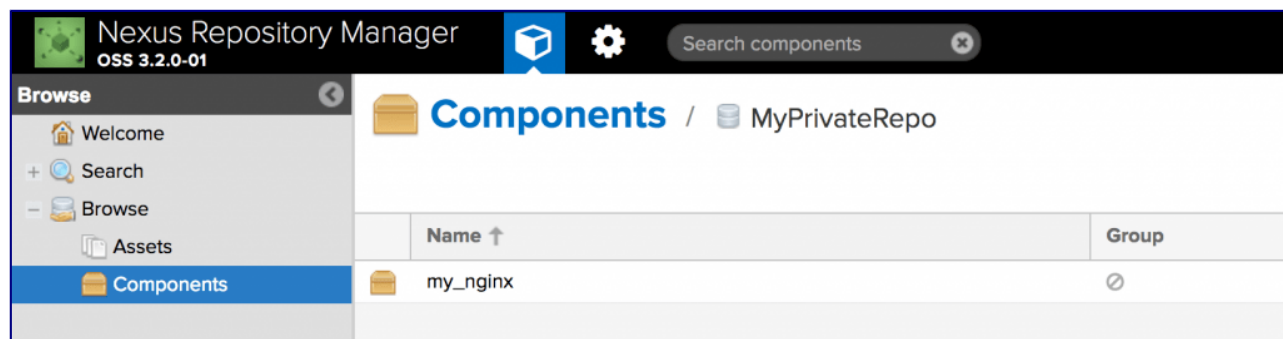 Nexus Repository Manager
OSS 3.2.0-01
Search components
Browse
Welcome
Search
Browse
Assets
Components
Components / MyPrivateRepo
Name Group
my_nginx